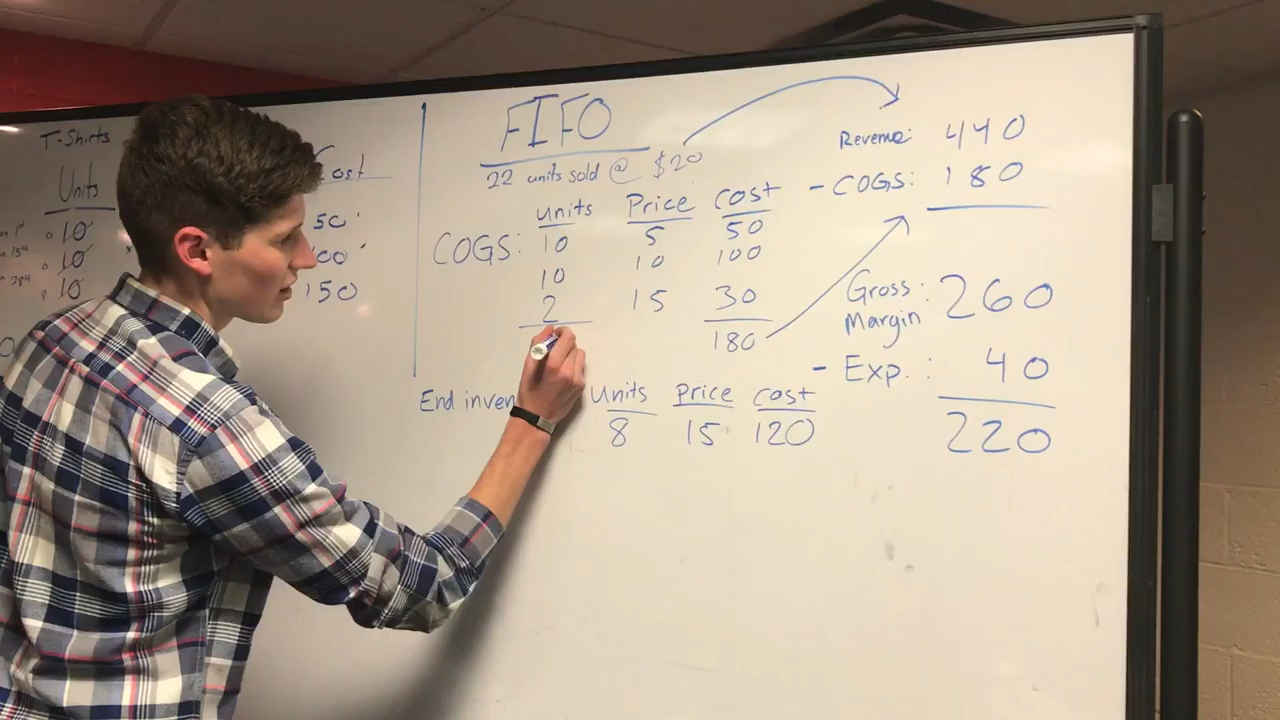 T-Shirts
Units
ost
10
50
10
00
10
150
FIFO
22 units sold @ $20
units Price cost
COGS: 10 5 50
10 10 100
2 15 30
180
End inven
Units Price cost
8 15 120
Revenue: 440
- COGS: 180
Gross Margin: 260
- Exp.: 40
220